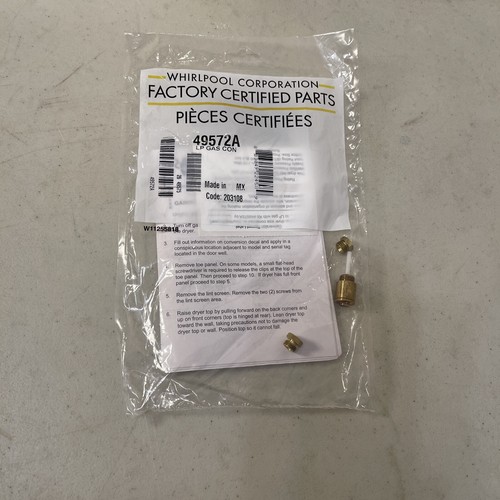 WHIRLPOOL CORPORATION
FACTORY CERTIFIED PARTS
PIÈCES CERTIFIÉES
49572A
LP GAS CON
Made in MX
Code: 203108
W11255818
Turn off gas
dryer.
3. Fill out information on conversion decal and apply in a
conspicuous location adjacent to model and serial tag
located in the door well.
Remove toe panel. On some models, a small flat-head
screwdriver is required to release the clips at the top of the
toe panel. Then proceed to step 10. If dryer has full front
panel proceed to step 5.
5. Remove the lint screen. Remove the two (2) screws from
the lint screen area.
6. Raise dryer top by pulling forward on the back corners and
up on front corners (top is hinged at rear). Lean dryer top
toward the wall, taking precautions not to damage the
dryer top or wall. Position top so it cannot fall.